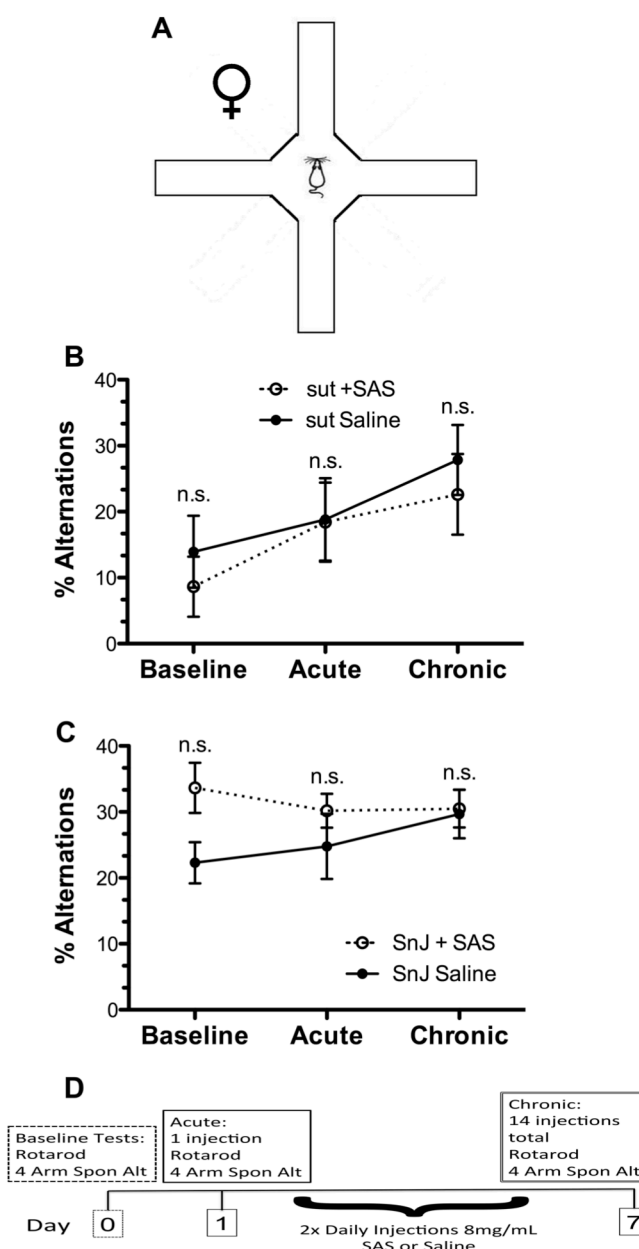 A
B
40
30
20
10
0
% Alternations
sut +SAS
sut Saline
n.s.
n.s.
n.s.
Baseline Acute Chronic
C
40
30
20
10
0
% Alternations
n.s.
n.s.
n.s.
SnJ + SAS
SnJ Saline
Baseline Acute Chronic
D
Baseline Tests:
Rotarod
4 Arm Spon Alt
Acute:
1 injection
Rotarod
4 Arm Spon Alt
Chronic:
14 injections
total
Rotarod
4 Arm Spon Alt
Day 0 1 7
2x Daily Injections 8mg/mL
SAS or Saline